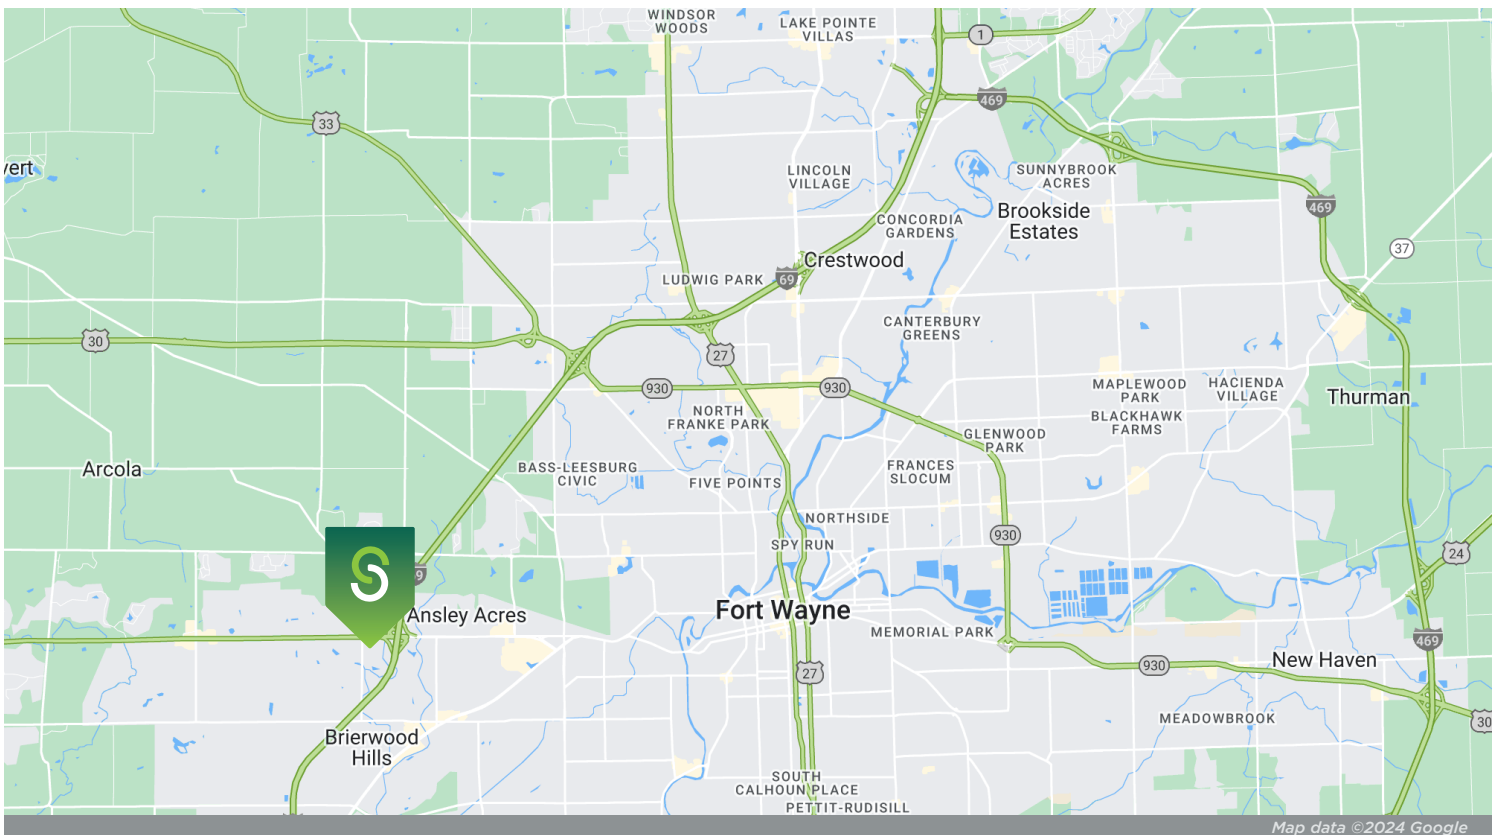 WINDSOR
WOODS
LAKE POINTE
VILLAS
1
469
33
vert
LINCOLN
VILLAGE
SUNNYBROOK
ACRES
469
Brookside
Estates
CONCORDIA
GARDENS
37
Crestwood
LUDWIG PARK
69
CANTERBURY
GREENS
30
27
930
930
MAPLEWOOD
PARK
HACIENDA
VILLAGE
Thurman
NORTH
FRANKE PARK
BLACKHAWK
FARMS
GLENWOOD
PARK
Arcola
BASS-LEESBURG
CIVIC
FIVE POINTS
FRANCES
SLOCUM
NORTHSIDE
930
SPY RUN
24
S
9
Fort Wayne
Ansley Acres
MEMORIAL PARK
469
930
New Haven
27
MEADOWBROOK
30
Brierwood
Hills
SOUTH
CALHOUN PLACE
PETTIT-RUDISILL
Map data ©2024 Google